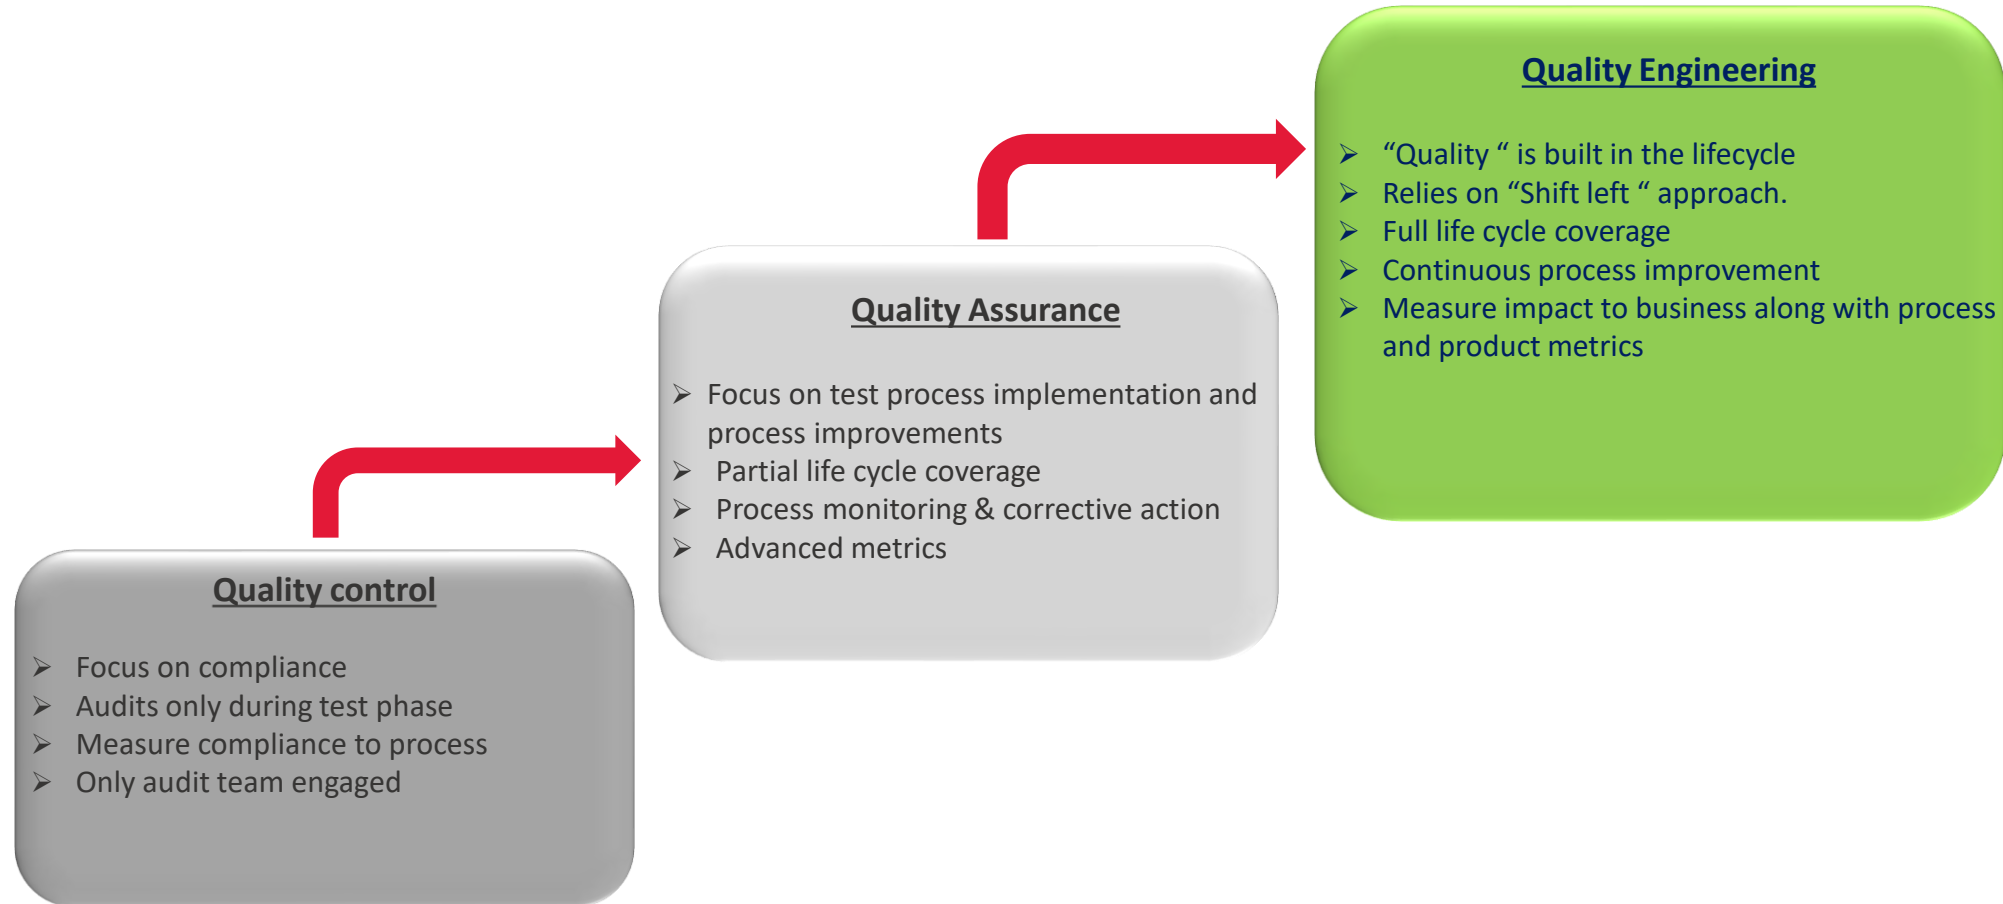 Quality Engineering
➢ “Quality “ is built in the lifecycle
➢ Relies on “Shift left “ approach.
➢ Full life cycle coverage
➢ Continuous process improvement
➢ Measure impact to business along with process
and product metrics
Quality Assurance
➢ Focus on test process implementation and
process improvements
➢ Partial life cycle coverage
➢ Process monitoring & corrective action
➢ Advanced metrics
Quality control
➢ Focus on compliance
➢ Audits only during test phase
➢ Measure compliance to process
➢ Only audit team engaged